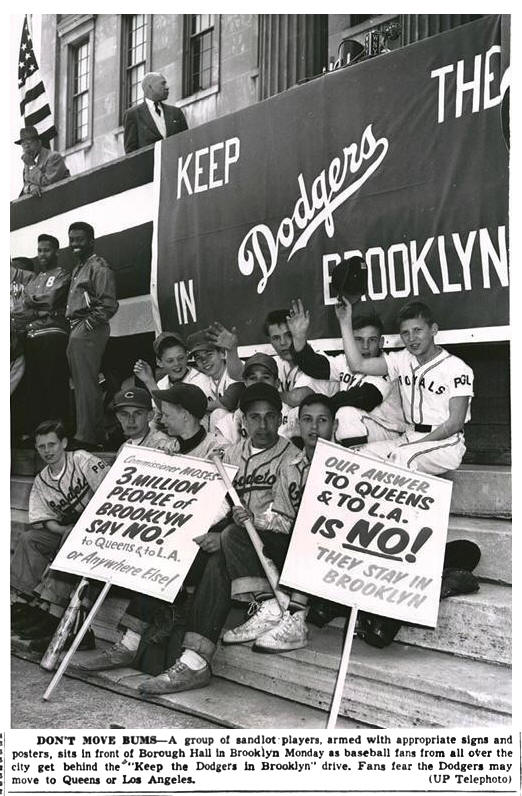 KEEP THE
Dodgers
IN BROOKLYN
8
ROYALS
PGL
Commissioner MOSES
3 MILLION
PEOPLE of
BROOKLYN
SAY NO!
to Queens & to L.A.
or Anywhere Else!
OUR ANSWER
TO QUEENS
& TO L.A.
IS NO!
THEY STAY IN
BROOKLYN
C
DON'T MOVE BUMS—A group of sandlot players, armed with appropriate signs and
posters, sits in front of Borough Hall in Brooklyn Monday as baseball fans from all over the
city get behind the "Keep the Dodgers in Brooklyn" drive. Fans fear the Dodgers may
move to Queens or Los Angeles. (UP Telephoto)